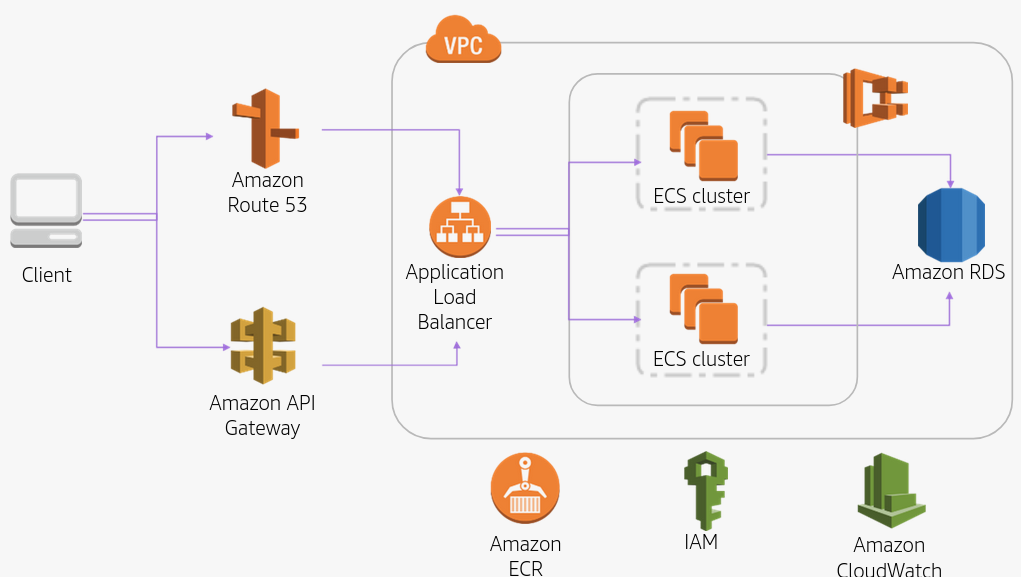 VPC
Amazon
Route 53
Client
Application
Load
Balancer
ECS cluster
ECS cluster
Amazon RDS
Amazon API
Gateway
Amazon
ECR
IAM
Amazon
CloudWatch